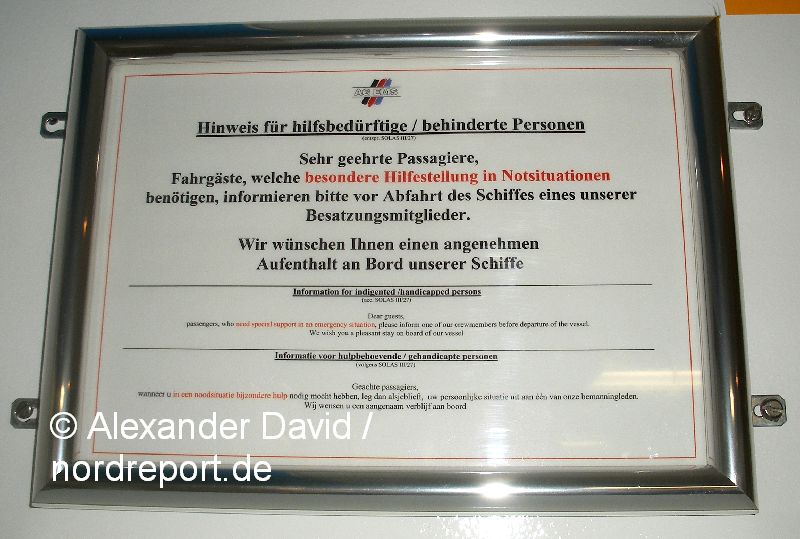 AG EMS
Hinweis für hilfsbedürftige / behinderte Personen
(entspr. SOLAS III/27)
Sehr geehrte Passagiere,
Fahrgäste, welche besondere Hilfestellung in Notsituationen
benötigen, informieren bitte vor Abfahrt des Schiffes eines unserer
Besatzungsmitglieder.
Wir wünschen Ihnen einen angenehmen
Aufenthalt an Bord unserer Schiffe
Information for indigented /handicapped persons
(acc. SOLAS III/27)
Dear guests,
passengers, who need special support in an emergency situation, please inform one of our crewmembers before departure of the vessel.
We wish you a pleasant stay on board of our vessel
Informatie voor hulpbehoevende / gehandicapte personen
(volgens SOLAS III/27)
Geachte passagiers,
wanneer u in een noodsituatie bijzondere hulp nodig mocht hebben, leg dan alsjeblieft, uw persoonlijke situatie uit aan één van onze bemanningleden.
Wij wensen u een aangenaam verblijf aan boord
© Alexander David /
nordreport.de